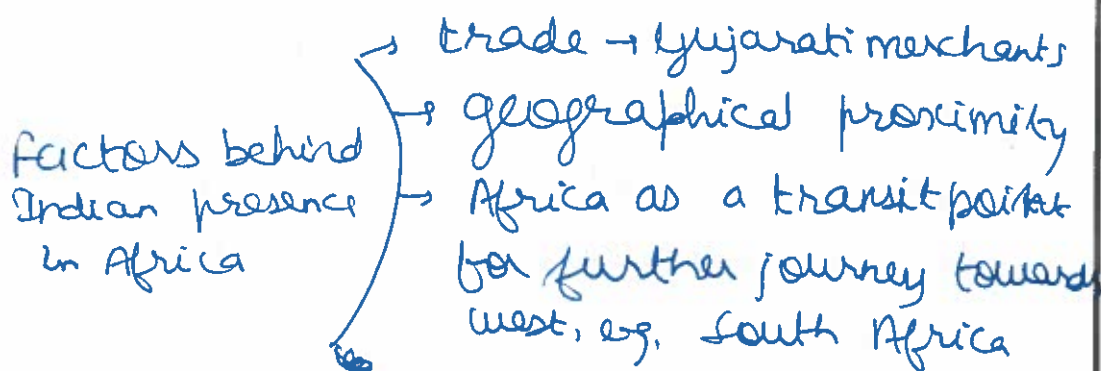 trade → Gujarati merchants
→ geographical proximity
factors behind
Indian presence
in Africa
→ Africa as a transit point
for further journey towards
west, eg, South Africa